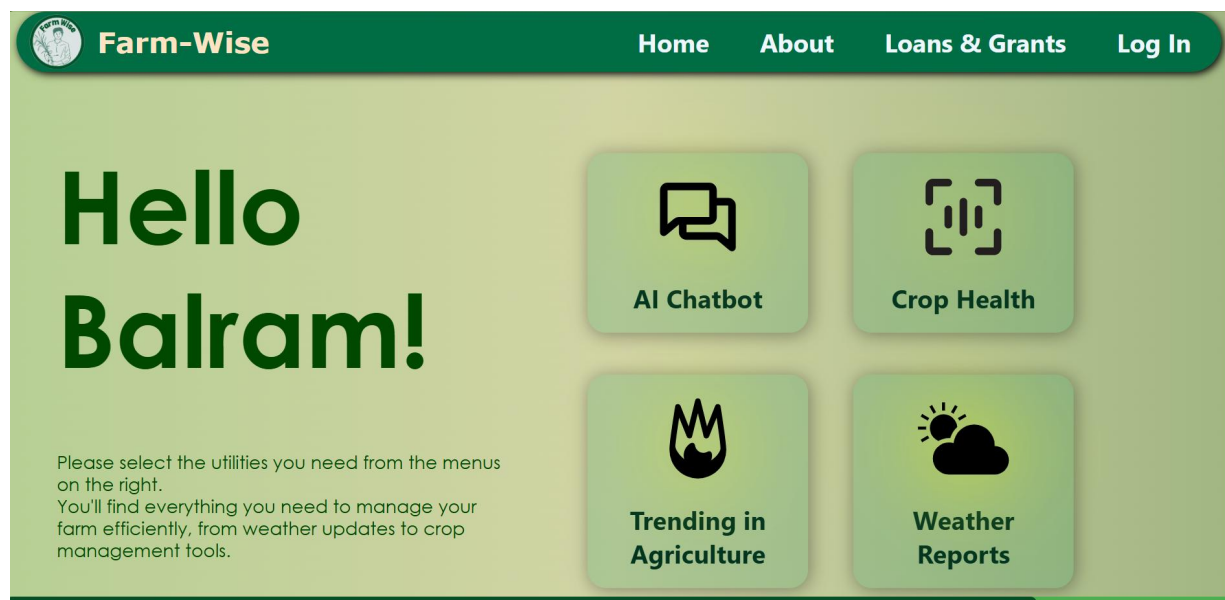 Farm Wise
Farm-Wise
Home About Loans & Grants Log In
Hello
Balram!
Please select the utilities you need from the menus
on the right.
You'll find everything you need to manage your
farm efficiently, from weather updates to crop
management tools.
AI Chatbot
Crop Health
Trending in
Agriculture
Weather
Reports